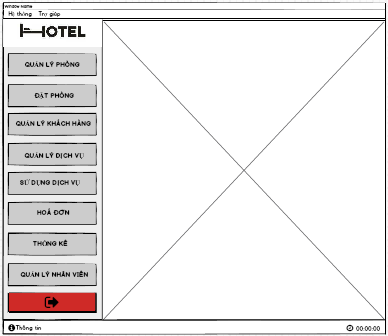 Window Name
Hệ thống Trợ giúp
HOTEL
QUẢN LÝ PHÒNG
ĐẶT PHÒNG
QUẢN LÝ KHÁCH HÀNG
QUẢN LÝ DỊCH VỤ
SỬ DỤNG DỊCH VỤ
HOÁ ĐƠN
THỐNG KÊ
QUẢN LÝ NHÂN VIÊN
Thông tin 00:00:00